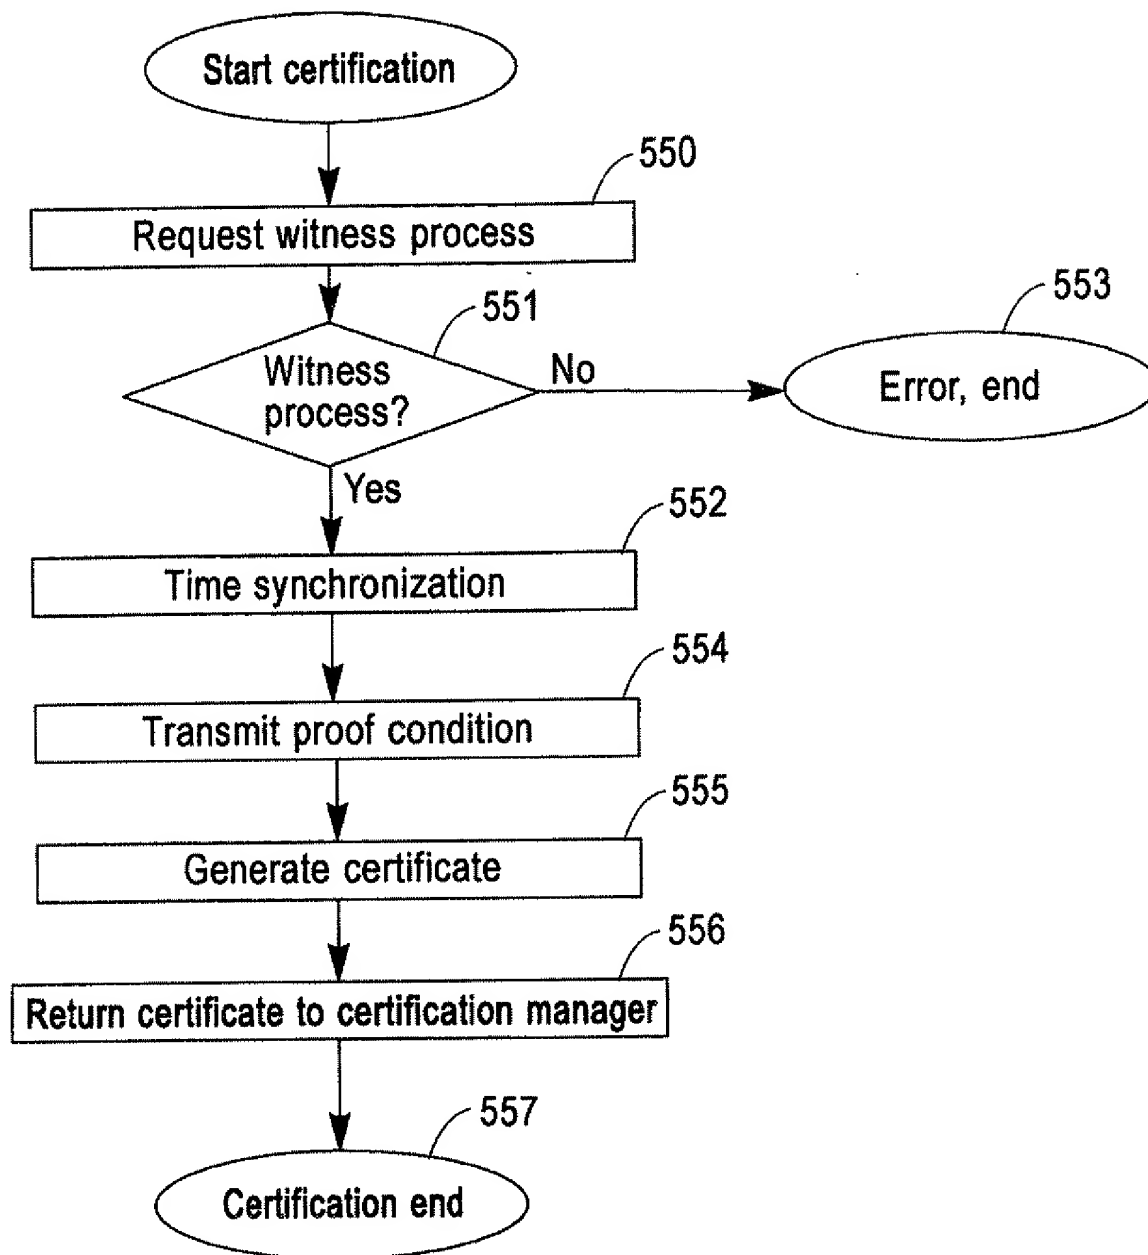 Start certification
550
Request witness process
551
Witness
process?
No
553
Error, end
Yes
552
Time synchronization
554
Transmit proof condition
555
Generate certificate
556
Return certificate to certification manager
557
Certification end